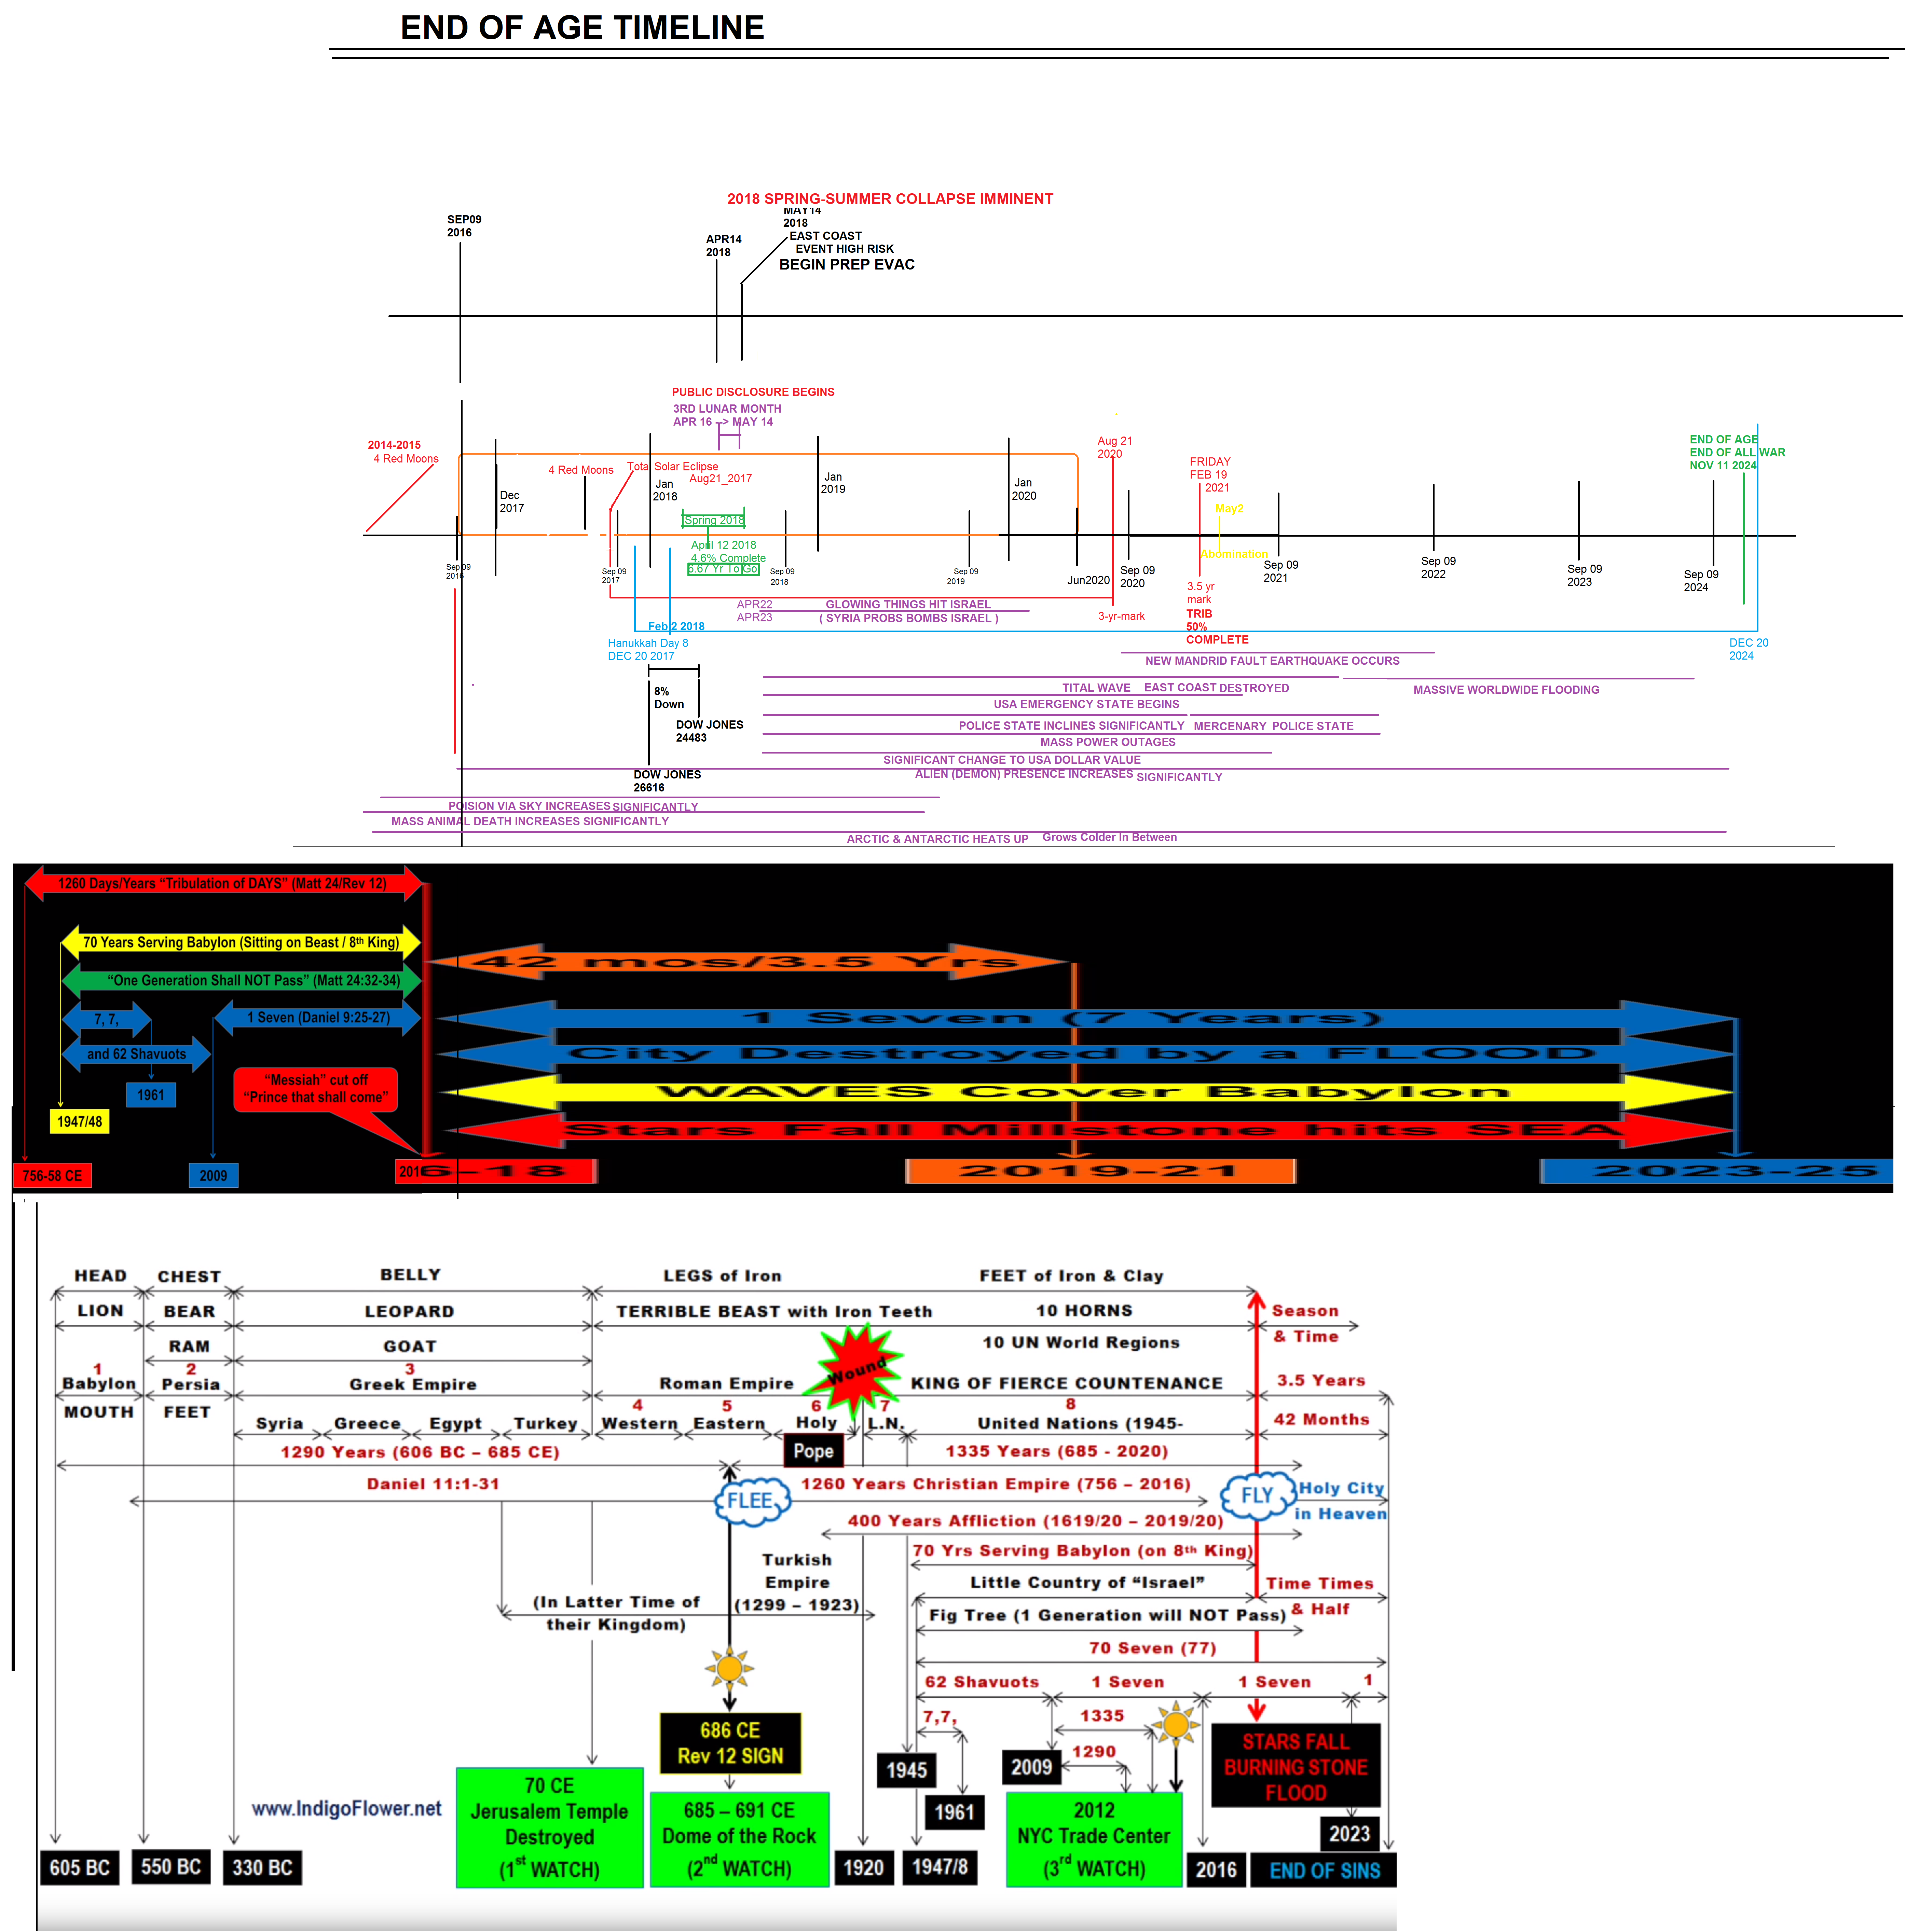 END OF AGE TIMELINE
2018 SPRING-SUMMER COLLAPSE IMMINENT
SEP09
2016
APR14
2018
MAY14
2018
EAST COAST
EVENT HIGH RISK
BEGIN PREP EVAC
PUBLIC DISCLOSURE BEGINS
3RD LUNAR MONTH
APR 16 --> MAY 14
2014-2015
4 Red Moons
4 Red Moons
Total Solar Eclipse
Aug21_2017
Dec
2017
Jan
2018
Jan
2019
Jan
2020
Aug 21
2020
FRIDAY
FEB 19
2021
May2
Abomination
END OF AGE
END OF ALL WAR
NOV 11 2024
Spring 2018
April 12 2018
4.6% Complete
6.67 Yr To Go
Sep 09
2016
Sep 09
2017
Sep 09
2018
Sep 09
2019
Jun2020
Sep 09
2020
Sep 09
2021
Sep 09
2022
Sep 09
2023
Sep 09
2024
3-yr-mark
3.5 yr
mark
TRIB
50%
COMPLETE
APR22
APR23
GLOWING THINGS HIT ISRAEL
( SYRIA PROBS BOMBS ISRAEL )
Feb 2 2018
Hanukkah Day 8
DEC 20 2017
DEC 20
2024
8%
Down
DOW JONES
24483
DOW JONES
26616
NEW MANDRID FAULT EARTHQUAKE OCCURS
TITAL WAVE EAST COAST DESTROYED
MASSIVE WORLDWIDE FLOODING
USA EMERGENCY STATE BEGINS
POLICE STATE INCLINES SIGNIFICANTLY MERCENARY POLICE STATE
MASS POWER OUTAGES
SIGNIFICANT CHANGE TO USA DOLLAR VALUE
ALIEN (DEMON) PRESENCE INCREASES SIGNIFICANTLY
POISION VIA SKY INCREASES SIGNIFICANTLY
MASS ANIMAL DEATH INCREASES SIGNIFICANTLY
ARCTIC & ANTARCTIC HEATS UP Grows Colder In Between
1260 Days/Years “Tribulation of DAYS” (Matt 24/Rev 12)
70 Years Serving Babylon (Sitting on Beast / 8th King)
“One Generation Shall NOT Pass” (Matt 24:32-34)
7, 7,
1 Seven (Daniel 9:25-27)
and 62 Shavuots
“Messiah” cut off
“Prince that shall come”
1961
1947/48
756-58 CE
2009
42 mos/3.5 Yrs
1 Seven (7 Years)
City Destroyed by a FLOOD
WAVES Cover Babylon
Stars Fall Millstone hits SEA
2016-18
2019-21
2023-25
HEAD CHEST BELLY LEGS of Iron FEET of Iron & Clay
LION BEAR LEOPARD TERRIBLE BEAST with Iron Teeth 10 HORNS Season
& Time
RAM GOAT 10 UN World Regions
Wound
1 2 3
Babylon Persia Greek Empire Roman Empire KING OF FIERCE COUNTENANCE 3.5 Years
MOUTH FEET
4 5 6 7 8
Syria Greece Egypt Turkey Western Eastern Holy L.N. United Nations (1945- 42 Months
Pope
1290 Years (606 BC – 685 CE) 1335 Years (685 - 2020)
Daniel 11:1-31 1260 Years Christian Empire (756 – 2016)
FLEE
FLY
Holy City
in Heaven
400 Years Affliction (1619/20 – 2019/20)
70 Yrs Serving Babylon (on 8th King)
Turkish
Empire
(1299 – 1923)
Little Country of “Israel”
Time Times
& Half
(In Latter Time of
their Kingdom)
Fig Tree (1 Generation will NOT Pass)
70 Seven (77)
62 Shavuots 1 Seven 1 Seven 1
7,7,
1335
1290
686 CE
Rev 12 SIGN
STARS FALL
BURNING STONE
FLOOD
1945
2009
1961
2023
www.IndigoFlower.net
70 CE
Jerusalem Temple
Destroyed
(1st WATCH)
685 – 691 CE
Dome of the Rock
(2nd WATCH)
2012
NYC Trade Center
(3rd WATCH)
605 BC
550 BC
330 BC
1920
1947/8
2016
END OF SINS